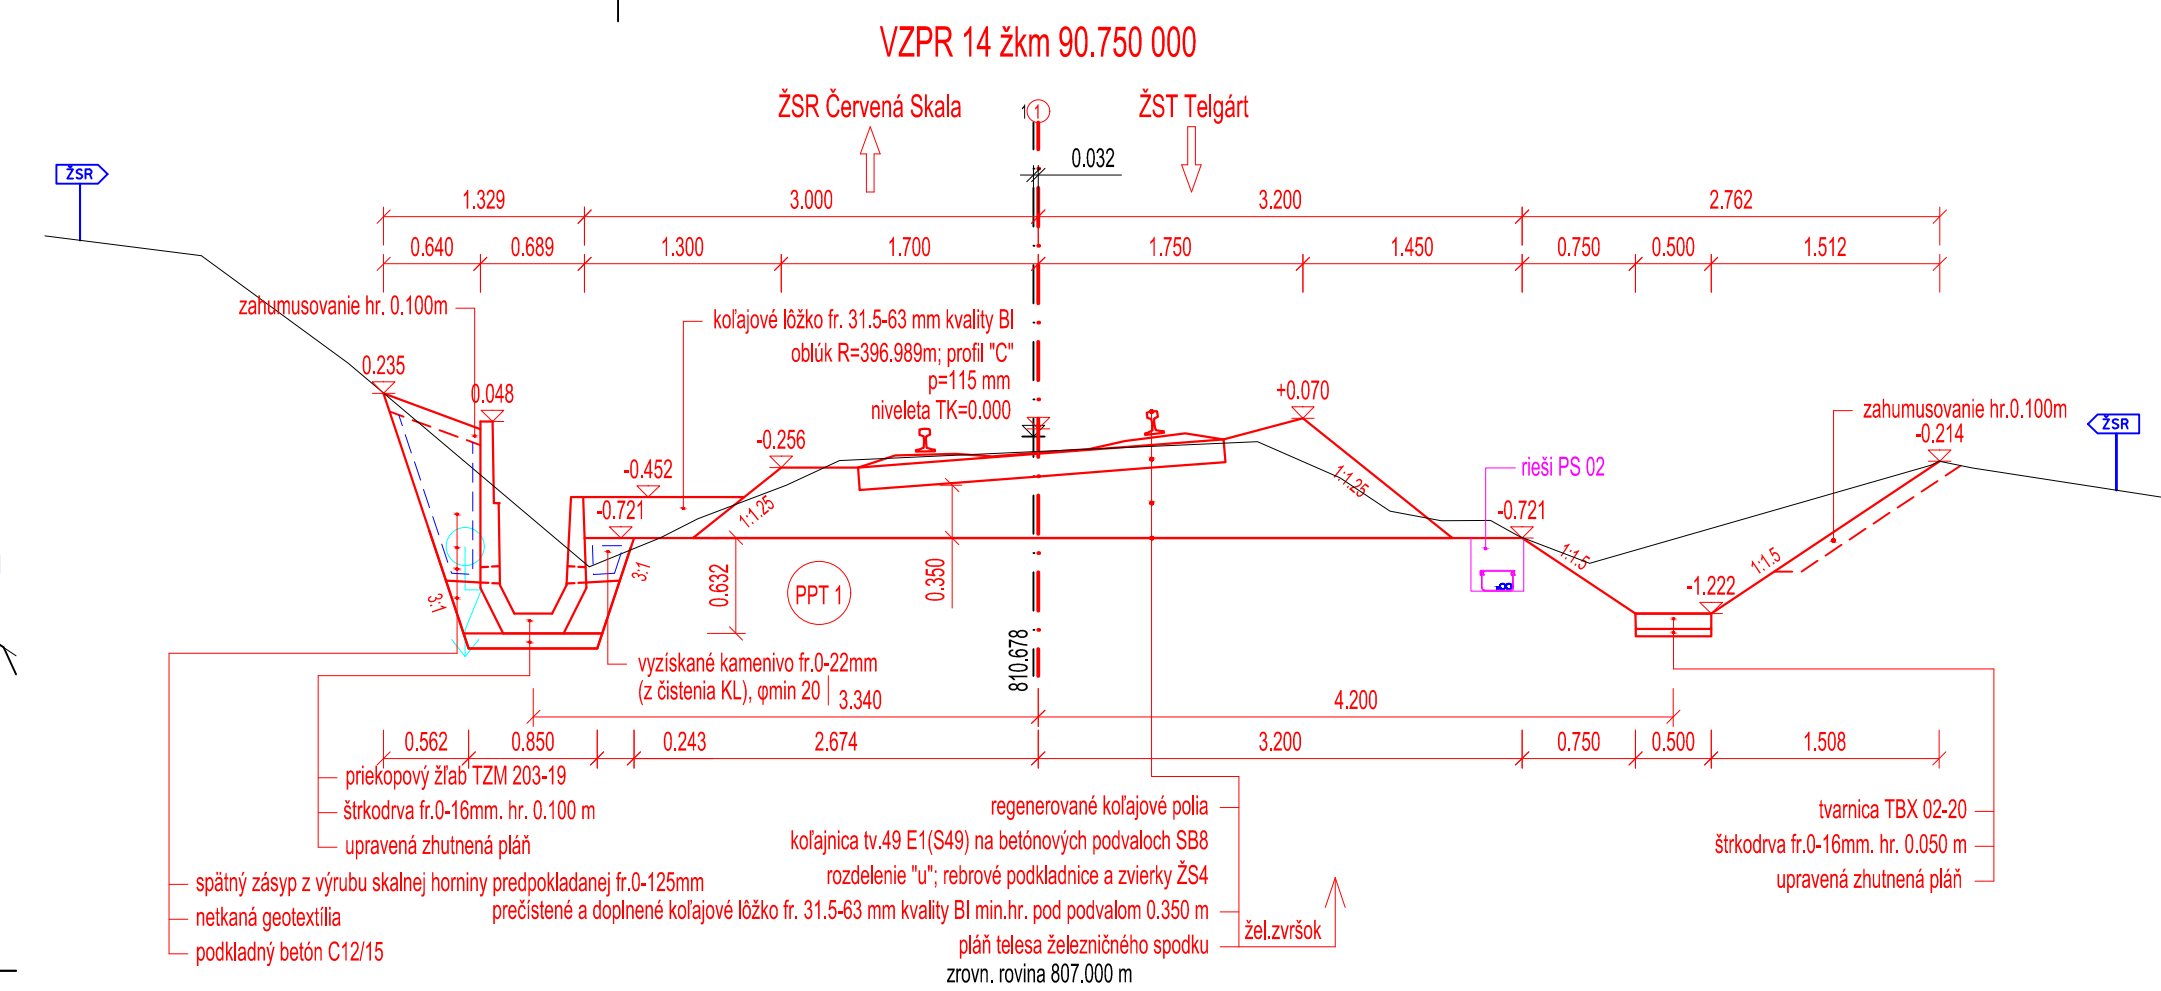 VZPR 14 žkm 90.750 000
ŽSR Červená Skala
1
1
ŽST Telgárt
0.032
ŽSR
1.329
3.000
3.200
2.762
0.640
0.689
1.300
1.700
1.750
1.450
0.750
0.500
1.512
zahumusovanie hr. 0.100m
koľajové lôžko fr. 31.5-63 mm kvality BI
oblúk R=396.989m; profil "C"
p=115 mm
niveleta TK=0.000
0.235
0.048
+0.070
zahumusovanie hr.0.100m
-0.214
ŽSR
-0.256
-0.452
-0.721
1:1.25
1:1.25
rieši PS 02
-0.721
1:1.5
1:1.5
-1.222
3:1
3:1
0.632
PPT 1
0.350
810.678
vyzískané kamenivo fr.0-22mm
(z čistenia KL), φmin 20
3.340
4.200
0.562
0.850
0.243
2.674
3.200
0.750
0.500
1.508
priekopový žľab TZM 203-19
štrkodrva fr.0-16mm. hr. 0.100 m
upravená zhutnená pláň
spätný zásyp z výrubu skalnej horniny predpokladanej fr.0-125mm
netkaná geotextília
podkladný betón C12/15
regenerované koľajové polia
koľajnica tv.49 E1(S49) na betónových podvaloch SB8
rozdelenie "u"; rebrové podkladnice a zvierky ŽS4
prečístené a doplnené koľajové lôžko fr. 31.5-63 mm kvality BI min.hr. pod podvalom 0.350 m
pláň telesa železničného spodku
žel.zvršok
tvarnica TBX 02-20
štrkodrva fr.0-16mm. hr. 0.050 m
upravená zhutnená pláň
zrovn. rovina 807.000 m